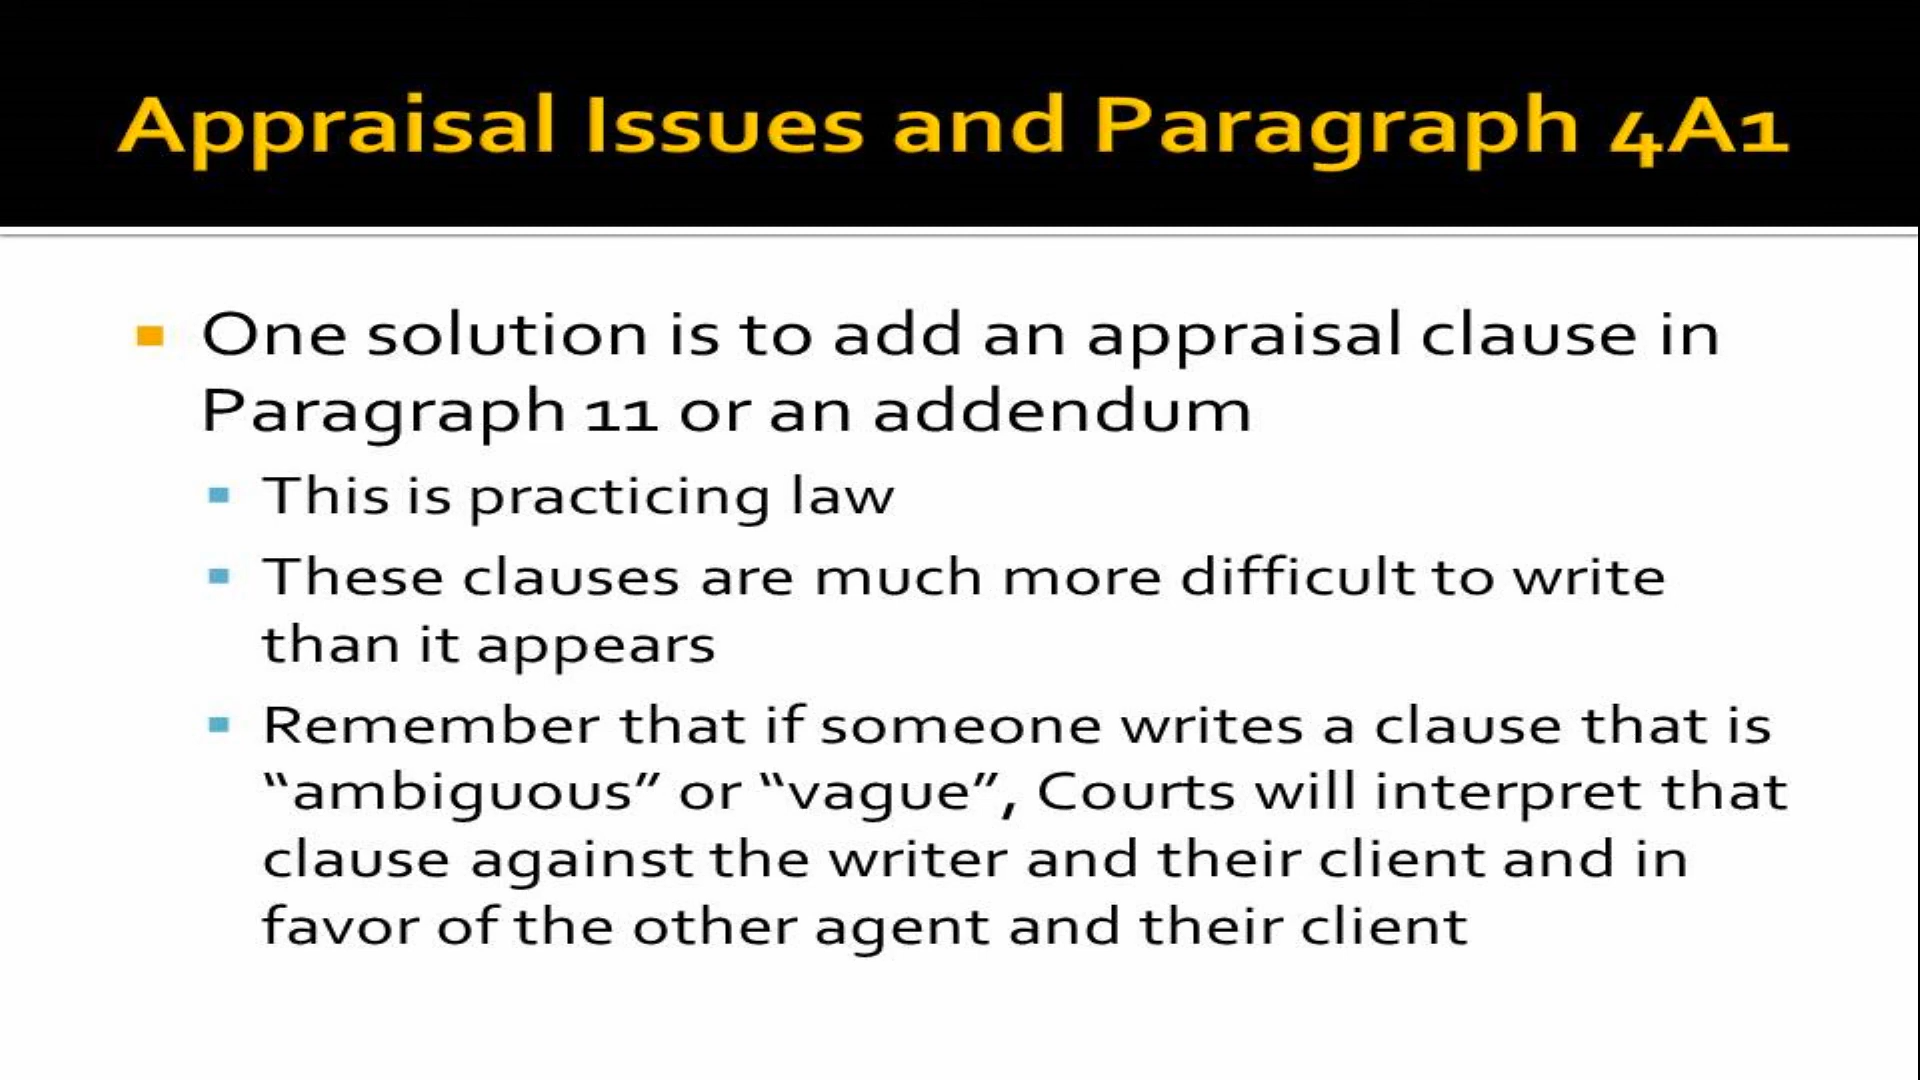 Appraisal Issues and Paragraph 4A1
One solution is to add an appraisal clause in
Paragraph 11 or an addendum
This is practicing law
These clauses are much more difficult to write
than it appears
Remember that if someone writes a clause that is
“ambiguous” or “vague”, Courts will interpret that
clause against the writer and their client and in
favor of the other agent and their client